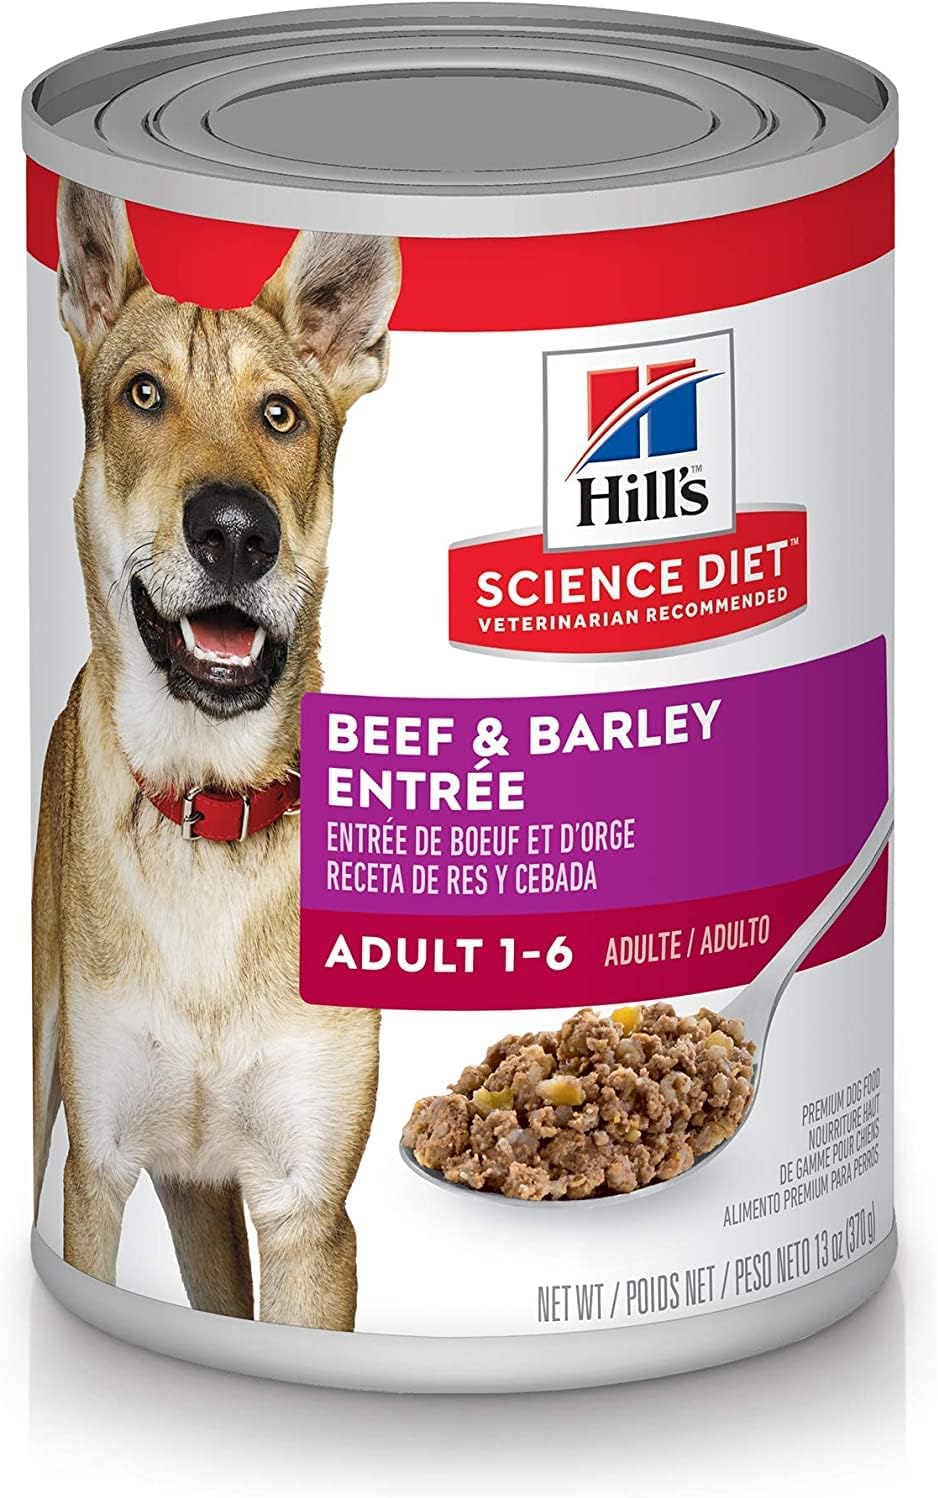 Hill's™
SCIENCE DIET™
VETERINARIAN RECOMMENDED
BEEF & BARLEY
ENTRÉE
ENTRÉE DE BOEUF ET D'ORGE
RECETA DE RES Y CEBADA
ADULT 1-6 ADULTE / ADULTO
PREMIUM DOG FOOD
NOURRITURE HAUT
DE GAMME POUR CHIENS
ALIMENTO PREMIUM PARA PERROS
NET WT / POIDS NET / PESO NETO 13 oz (370 g)